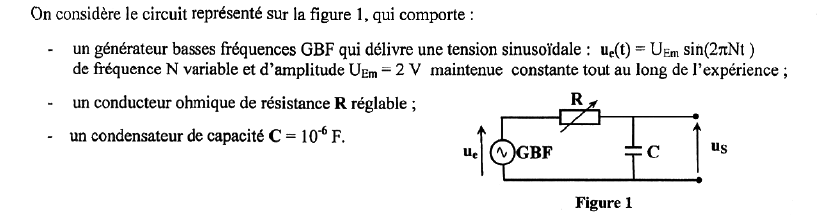 On considère le circuit représenté sur la figure 1, qui comporte :
- un générateur basses fréquences GBF qui délivre une tension sinusoïdale : uₑ(t) = U_Em sin(2πNt )
de fréquence N variable et d'amplitude U_Em = 2 V maintenue constante tout au long de l'expérience ;
- un conducteur ohmique de résistance R réglable ;
- un condensateur de capacité C = 10⁻⁶ F.
R
uₑ
GBF
C
uS
Figure 1